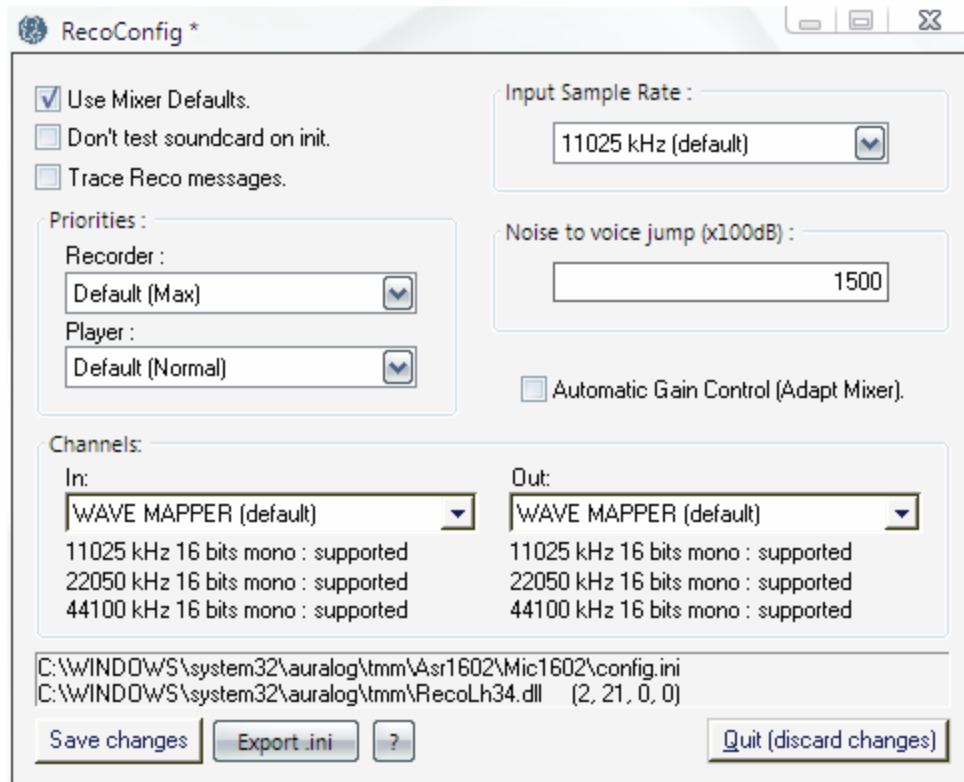 RecoConfig *
Use Mixer Defaults.
Don't test soundcard on init.
Trace Reco messages.
Input Sample Rate :
11025 kHz (default)
Priorities :
Recorder :
Default (Max)
Player :
Default (Normal)
Noise to voice jump (x100dB) :
1500
Automatic Gain Control (Adapt Mixer).
Channels:
In:
WAVE MAPPER (default)
11025 kHz 16 bits mono : supported
22050 kHz 16 bits mono : supported
44100 kHz 16 bits mono : supported
Out:
WAVE MAPPER (default)
11025 kHz 16 bits mono : supported
22050 kHz 16 bits mono : supported
44100 kHz 16 bits mono : supported
C:\WINDOWS\system32\auralog\tmm\Asr1602\Mic1602\config.ini
C:\WINDOWS\system32\auralog\tmm\RecoLh34.dll (2, 21, 0, 0)
Save changes
Export .ini
?
Quit (discard changes)